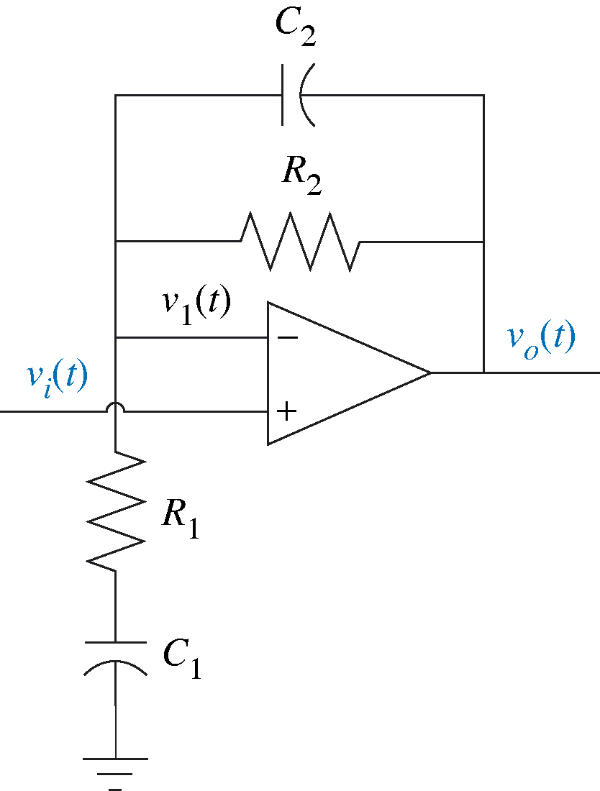 C₂
R₂
v₁(t)
−
vₒ(t)
vᵢ(t)
+
R₁
C₁